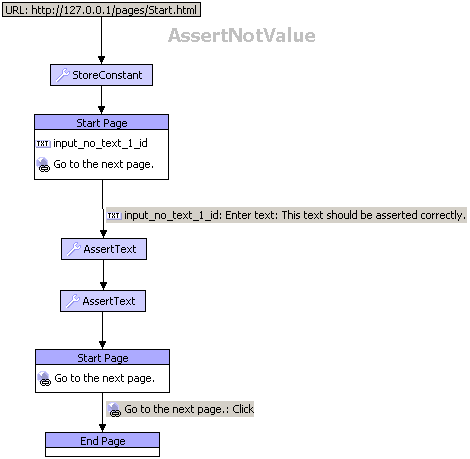 URL: http://127.0.0.1/pages/Start.html
AssertNotValue
StoreConstant
Start Page
TXT input_no_text_1_id
Go to the next page.
TXT input_no_text_1_id: Enter text: This text should be asserted correctly.
AssertText
AssertText
Start Page
Go to the next page.
Go to the next page.: Click
End Page